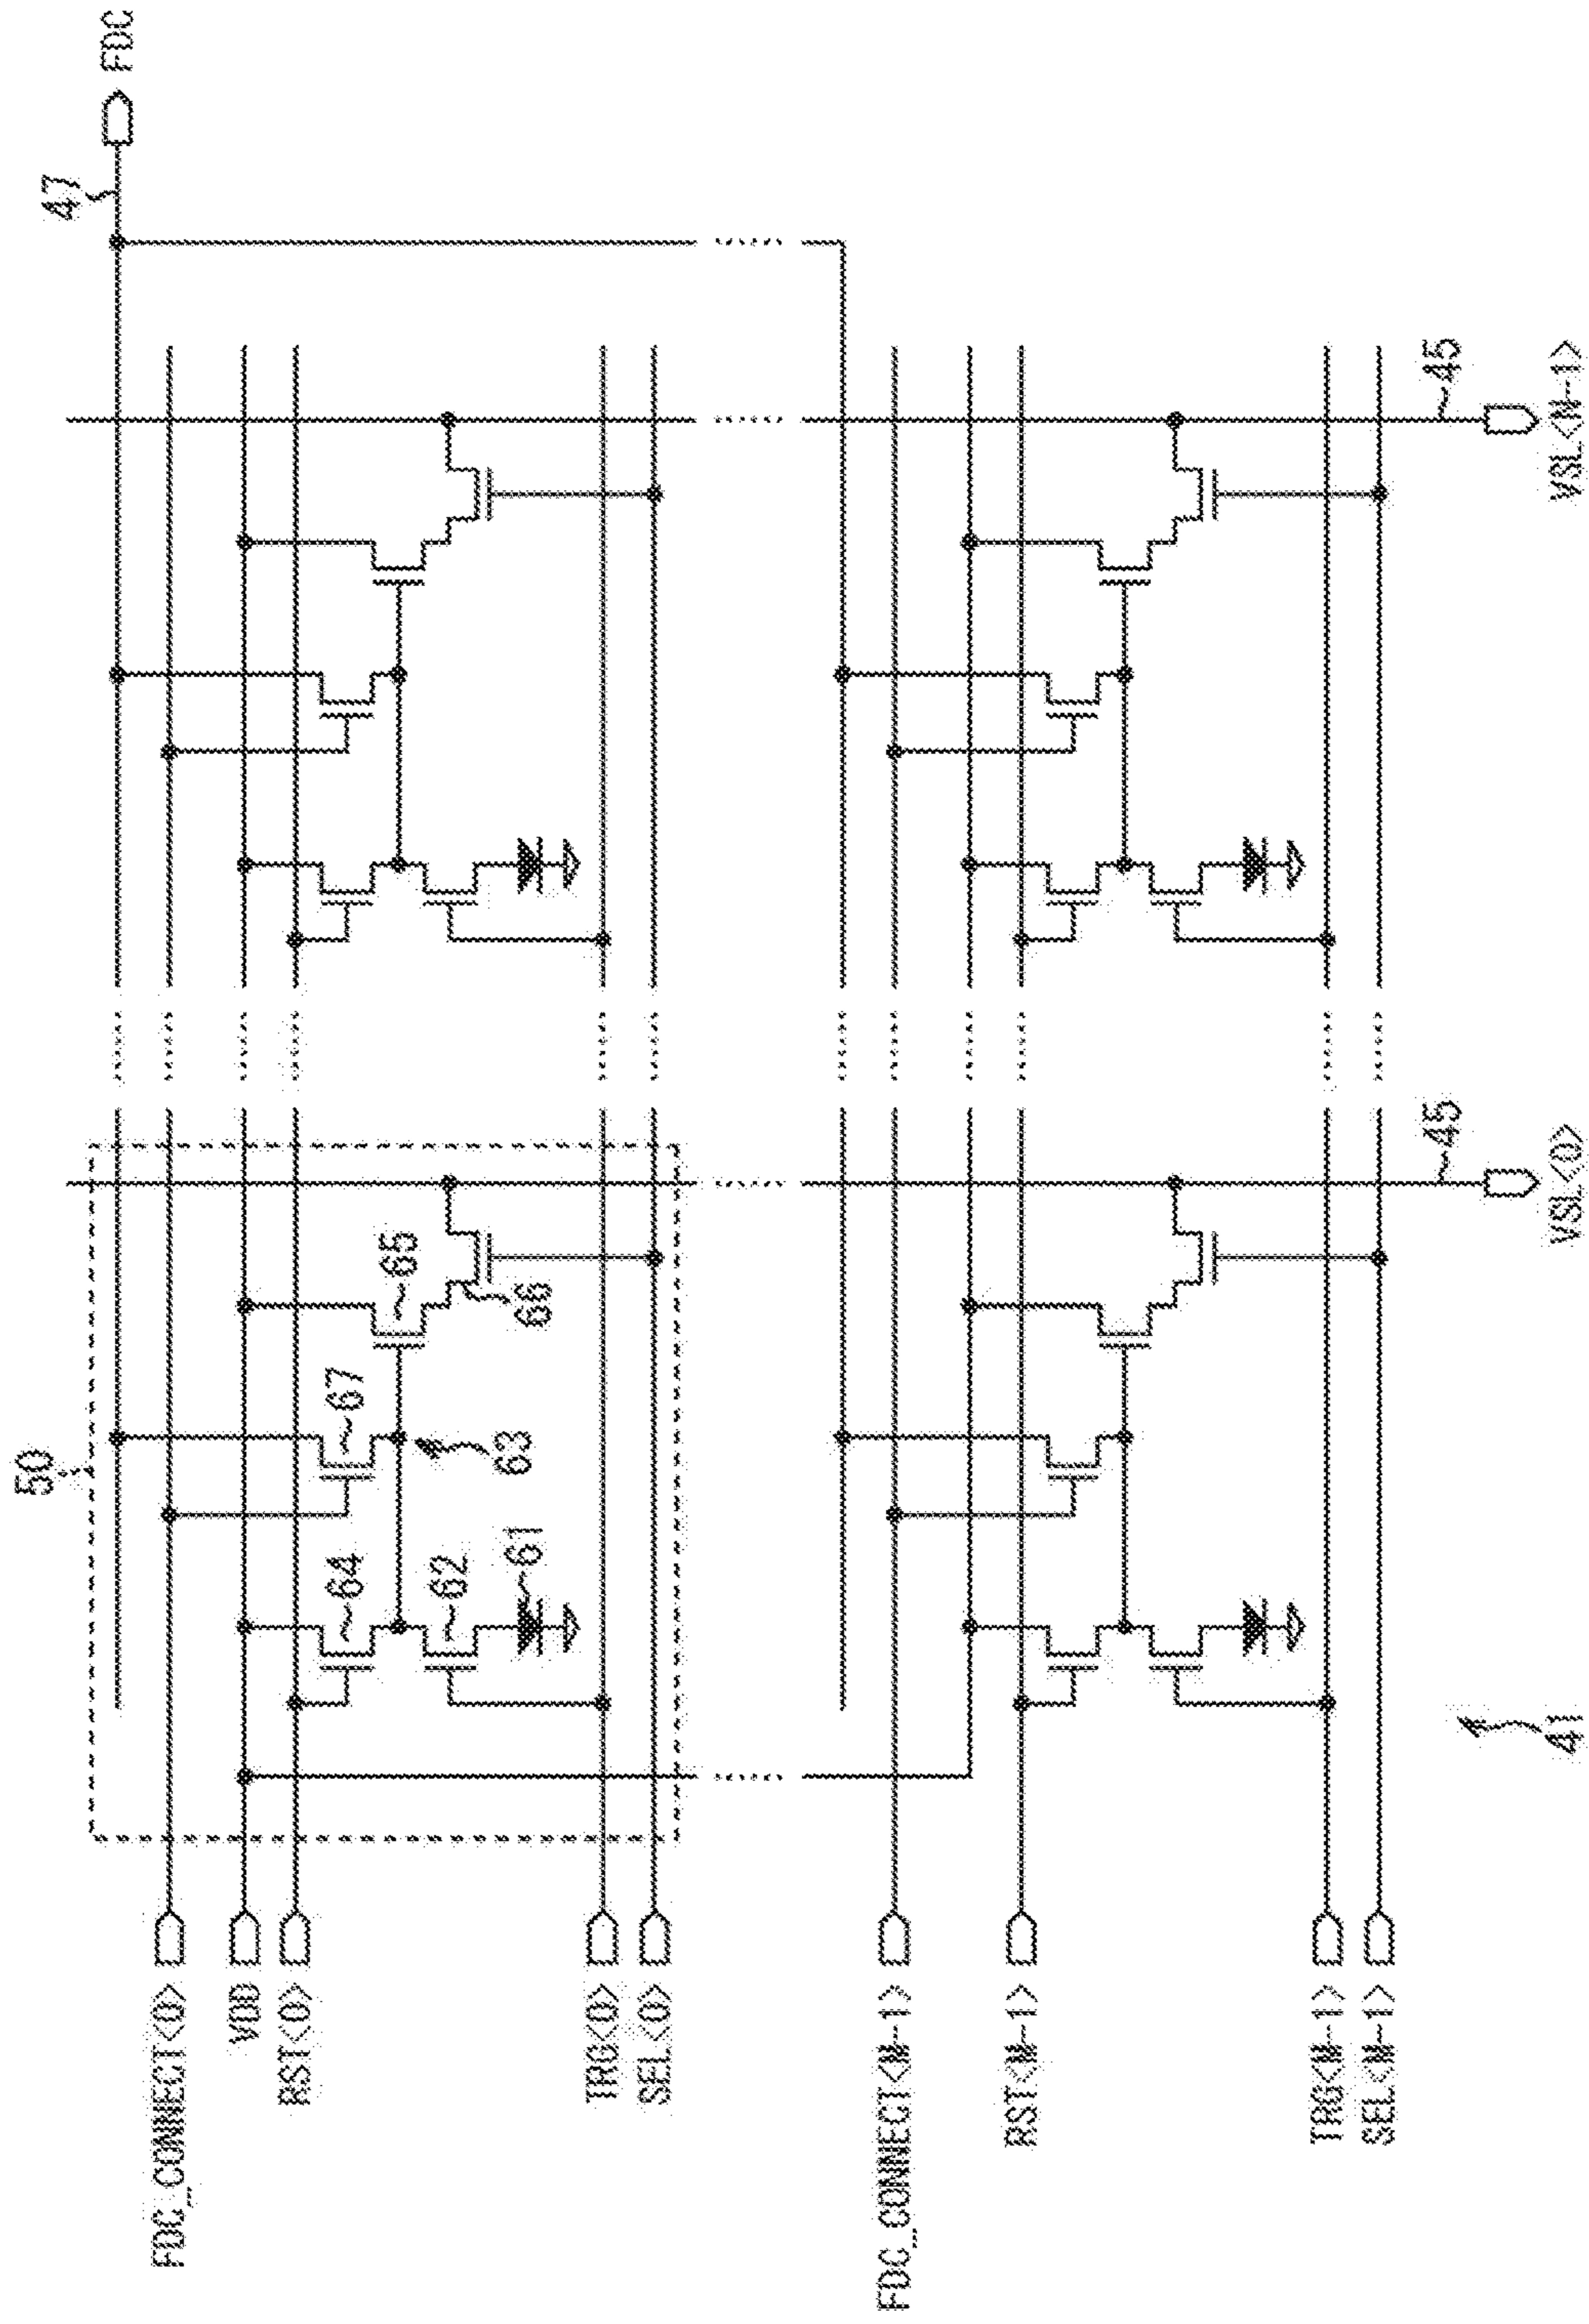 50
47
FDC
FDC_CONNECT<0>
VDD
RST<0>
64
67
65
62
63
61
66
TRG<0>
SEL<0>
FDC_CONNECT<M-1>
RST<M-1>
TRG<M-1>
SEL<M-1>
45
45
41
VSL<0>
VSL<N-1>